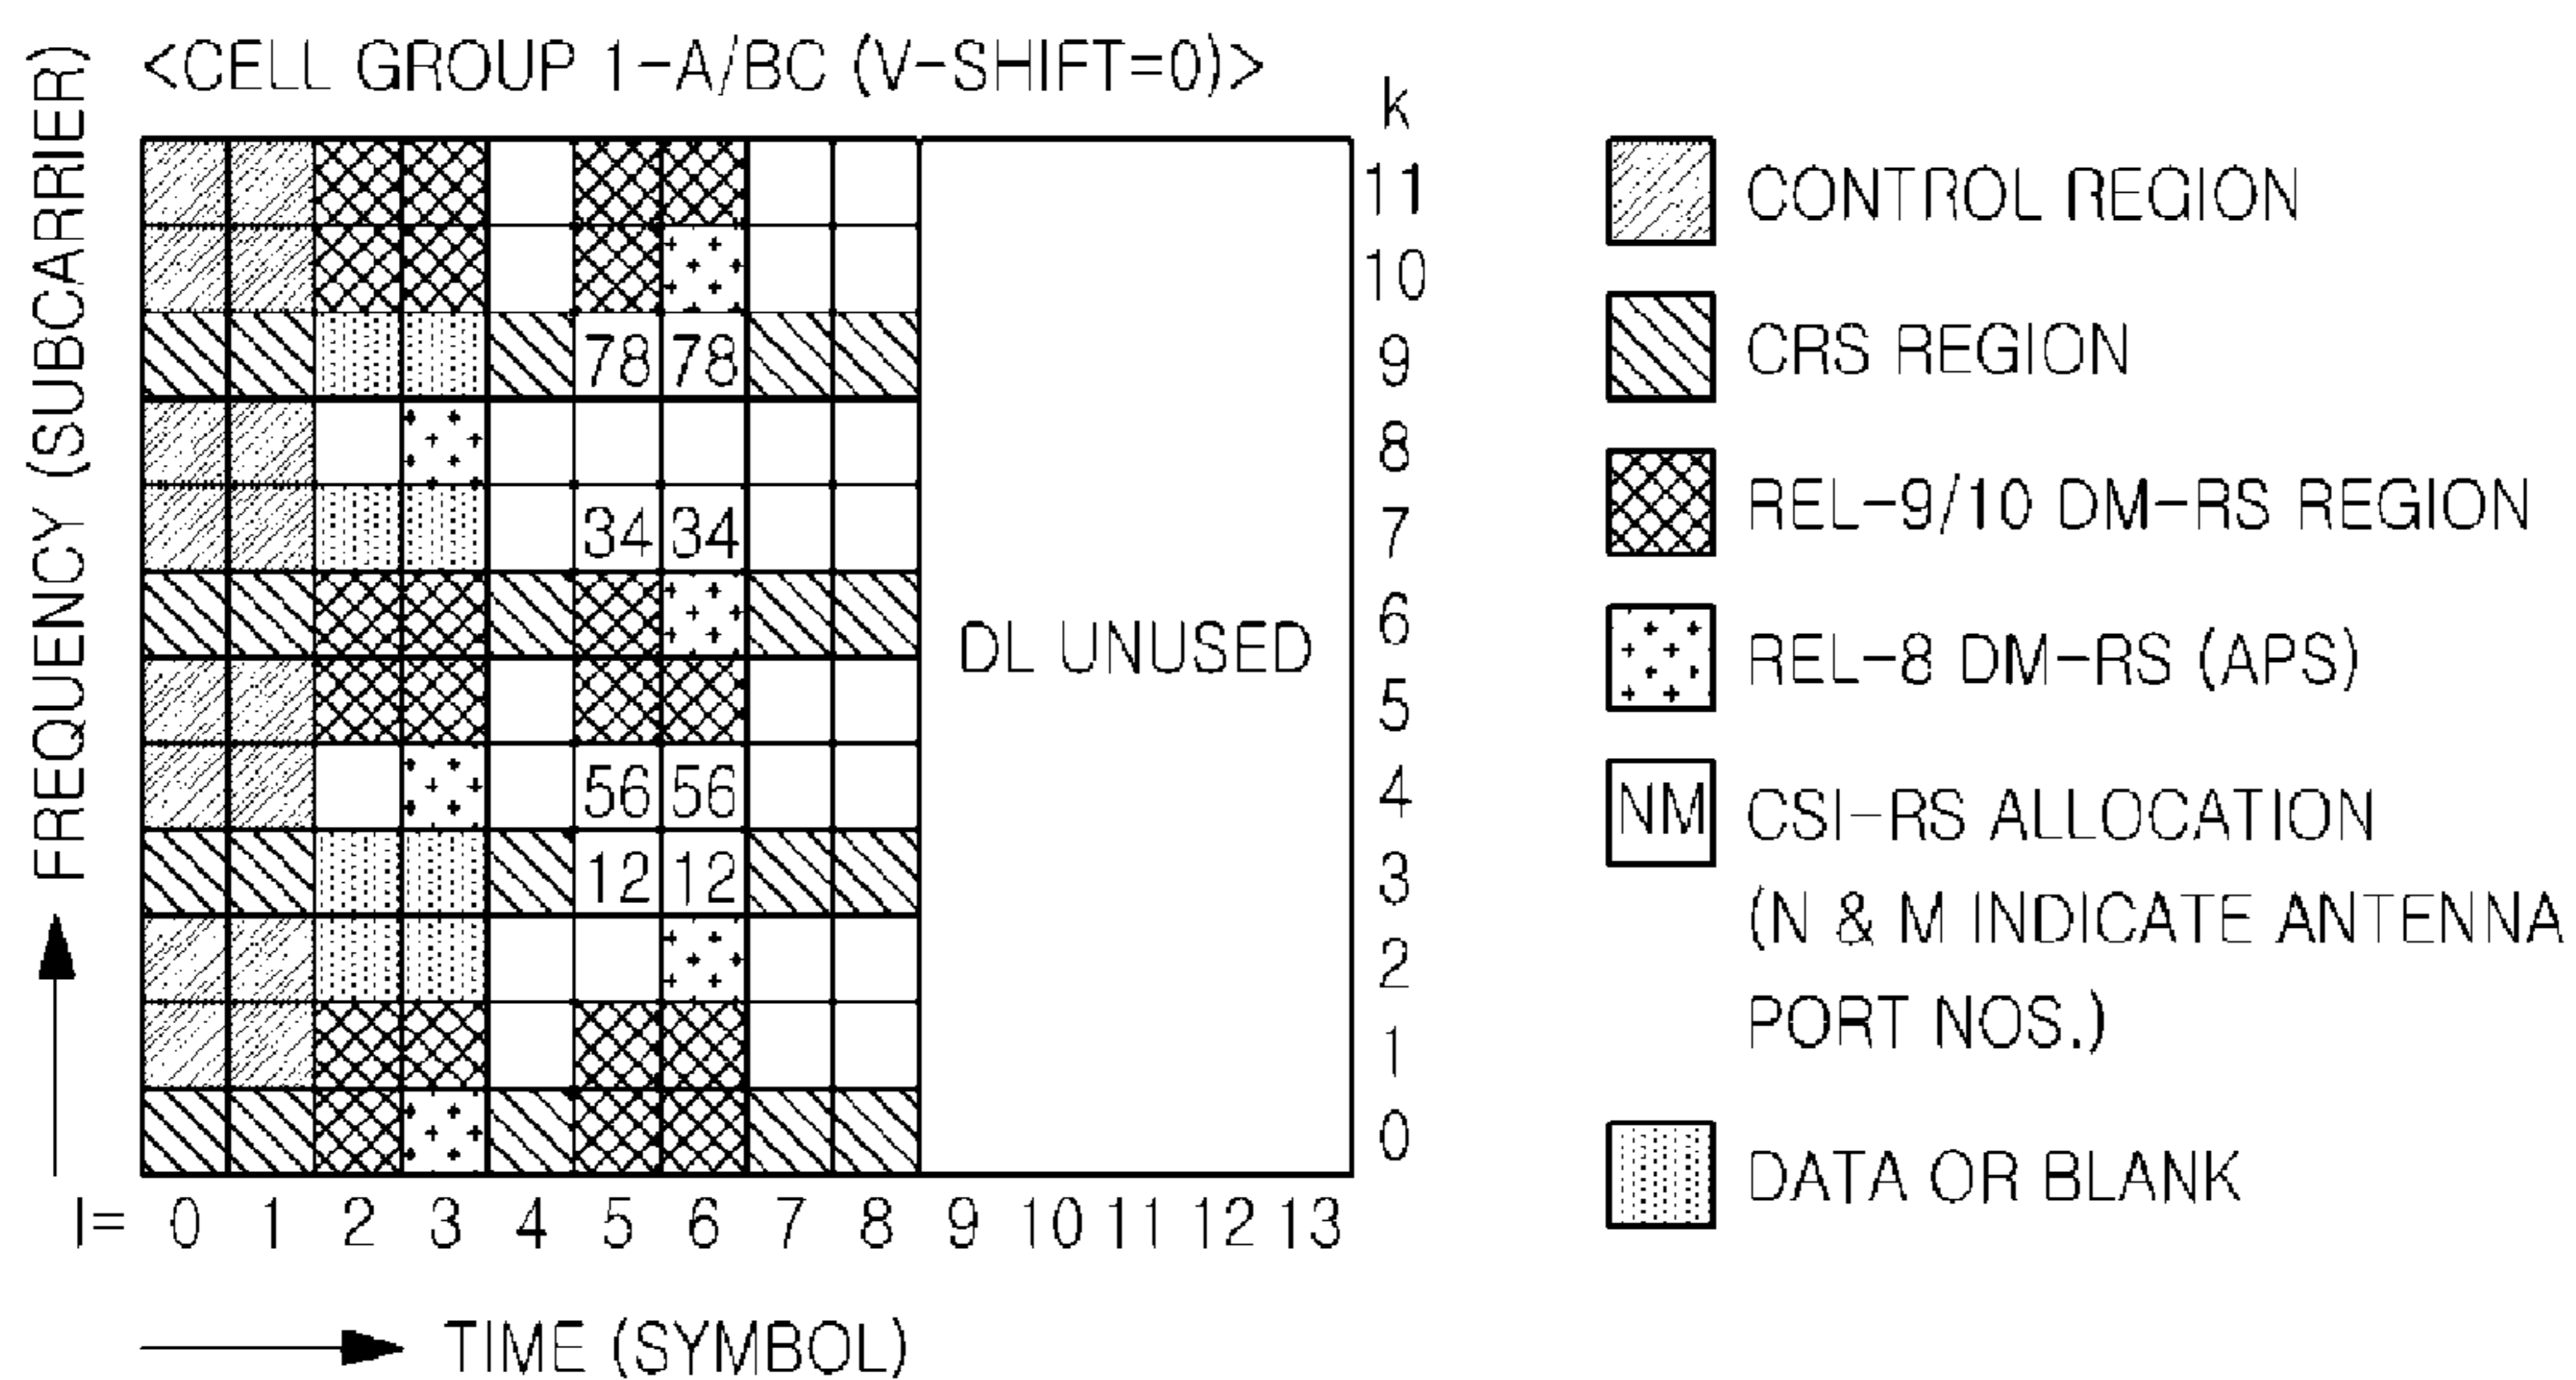 <CELL GROUP 1-A/BC (V-SHIFT=0)>
FREQUENCY (SUBCARRIER)
k
11
10
78 78 9
8
34 34 7
6
5
56 56 4
12 12 3
2
1
0
DL UNUSED
l= 0 1 2 3 4 5 6 7 8 9 10 11 12 13
TIME (SYMBOL)
CONTROL REGION
CRS REGION
REL-9/10 DM-RS REGION
REL-8 DM-RS (APS)
NM CSI-RS ALLOCATION
(N & M INDICATE ANTENNA
PORT NOS.)
DATA OR BLANK